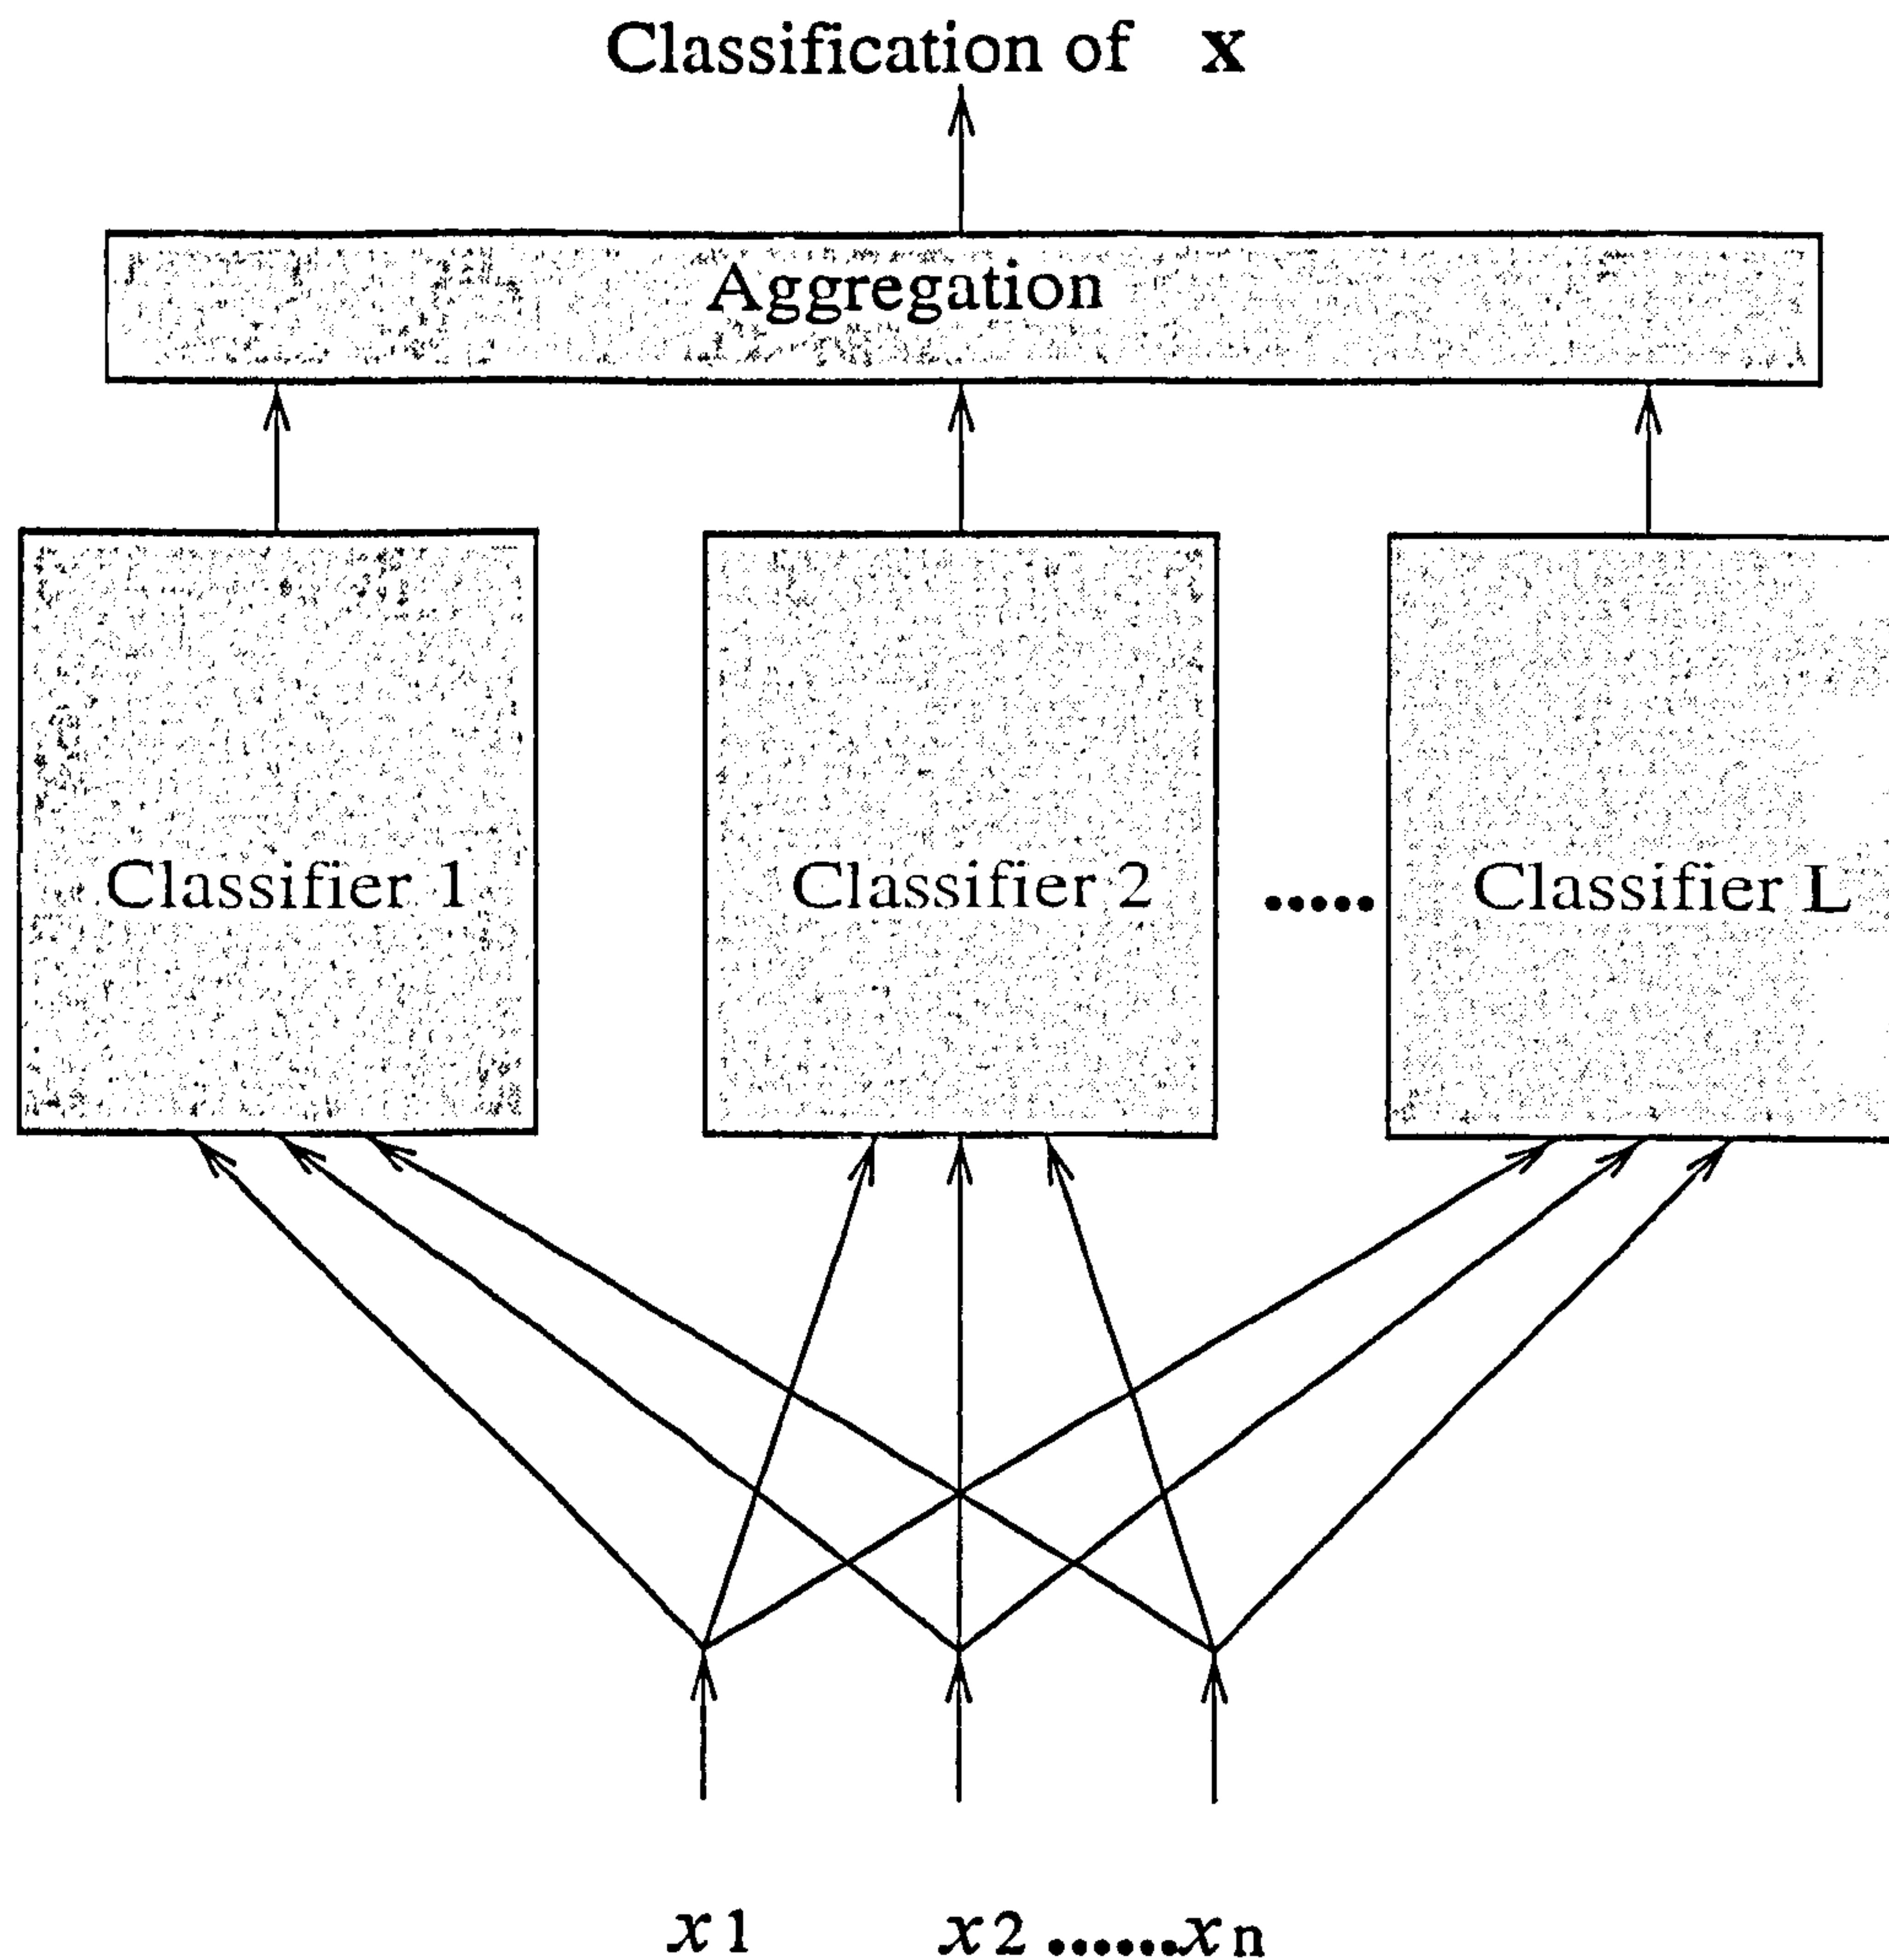 Classification of x
Aggregation
Classifier 1 Classifier 2 ..... Classifier L
x1 x2 ......xn